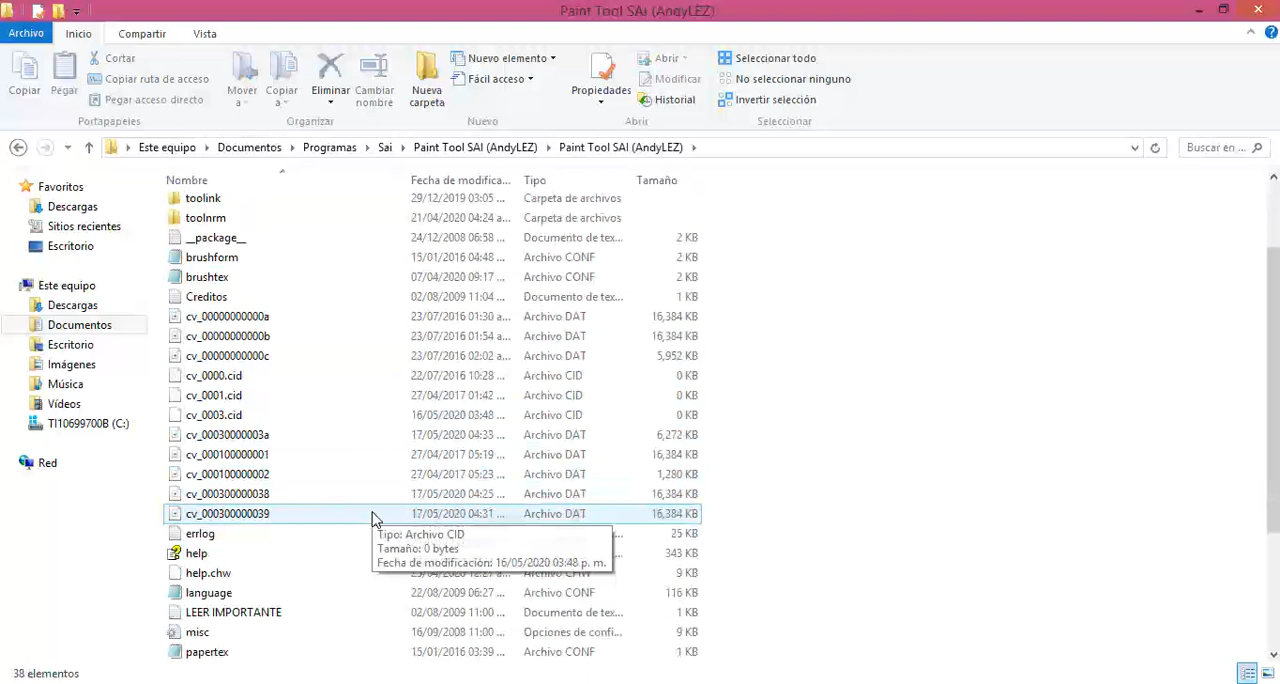 Paint Tool SAI (AndyLEZ)
Archivo Inicio Compartir Vista
Copiar
Pegar
Cortar
Copiar ruta de acceso
Pegar acceso directo
Portapapeles
Mover a
Copiar a
Eliminar
Cambiar nombre
Organizar
Nueva carpeta
Nuevo elemento
Fácil acceso
Nuevo
Propiedades
Abrir
Modificar
Historial
Abrir
Seleccionar todo
No seleccionar ninguno
Invertir selección
Seleccionar
Este equipo Documentos Programas Sai Paint Tool SAI (AndyLEZ) Paint Tool SAI (AndyLEZ)
Buscar en ...
Favoritos
Descargas
Sitios recientes
Escritorio
Este equipo
Descargas
Documentos
Escritorio
Imágenes
Música
Vídeos
TI10699700B (C:)
Red
Nombre Fecha de modifica... Tipo Tamaño
toolink 29/12/2019 03:05 ... Carpeta de archivos
toolnrm 21/04/2020 04:24 a... Carpeta de archivos
__package__ 24/12/2008 06:58 ... Documento de tex... 2 KB
brushform 15/01/2016 04:48 ... Archivo CONF 2 KB
brushtex 07/04/2020 09:17 ... Archivo CONF 2 KB
Creditos 02/08/2009 11:04 ... Documento de tex... 1 KB
cv_00000000000a 23/07/2016 01:30 a... Archivo DAT 16,384 KB
cv_00000000000b 23/07/2016 01:54 a... Archivo DAT 16,384 KB
cv_00000000000c 23/07/2016 02:02 a... Archivo DAT 5,952 KB
cv_0000.cid 22/07/2016 10:28 ... Archivo CID 0 KB
cv_0001.cid 27/04/2017 01:42 ... Archivo CID 0 KB
cv_0003.cid 16/05/2020 03:48 ... Archivo CID 0 KB
cv_00030000003a 17/05/2020 04:33 ... Archivo DAT 6,272 KB
cv_000100000001 27/04/2017 05:19 ... Archivo DAT 16,384 KB
cv_000100000002 27/04/2017 05:23 ... Archivo DAT 1,280 KB
cv_000300000038 17/05/2020 04:25 ... Archivo DAT 16,384 KB
cv_000300000039 17/05/2020 04:31 ... Archivo DAT 16,384 KB
errlog 25 KB
help 343 KB
help.chw 9 KB
Tipo: Archivo CID
Tamaño: 0 bytes
Fecha de modificación: 16/05/2020 03:48 p. m.
language 22/08/2009 06:27 ... Archivo CONF 116 KB
LEER IMPORTANTE 02/08/2009 11:00 ... Documento de tex... 1 KB
misc 16/09/2008 11:00 ... Opciones de confi... 9 KB
papertex 15/01/2016 03:39 ... Archivo CONF 1 KB
38 elementos